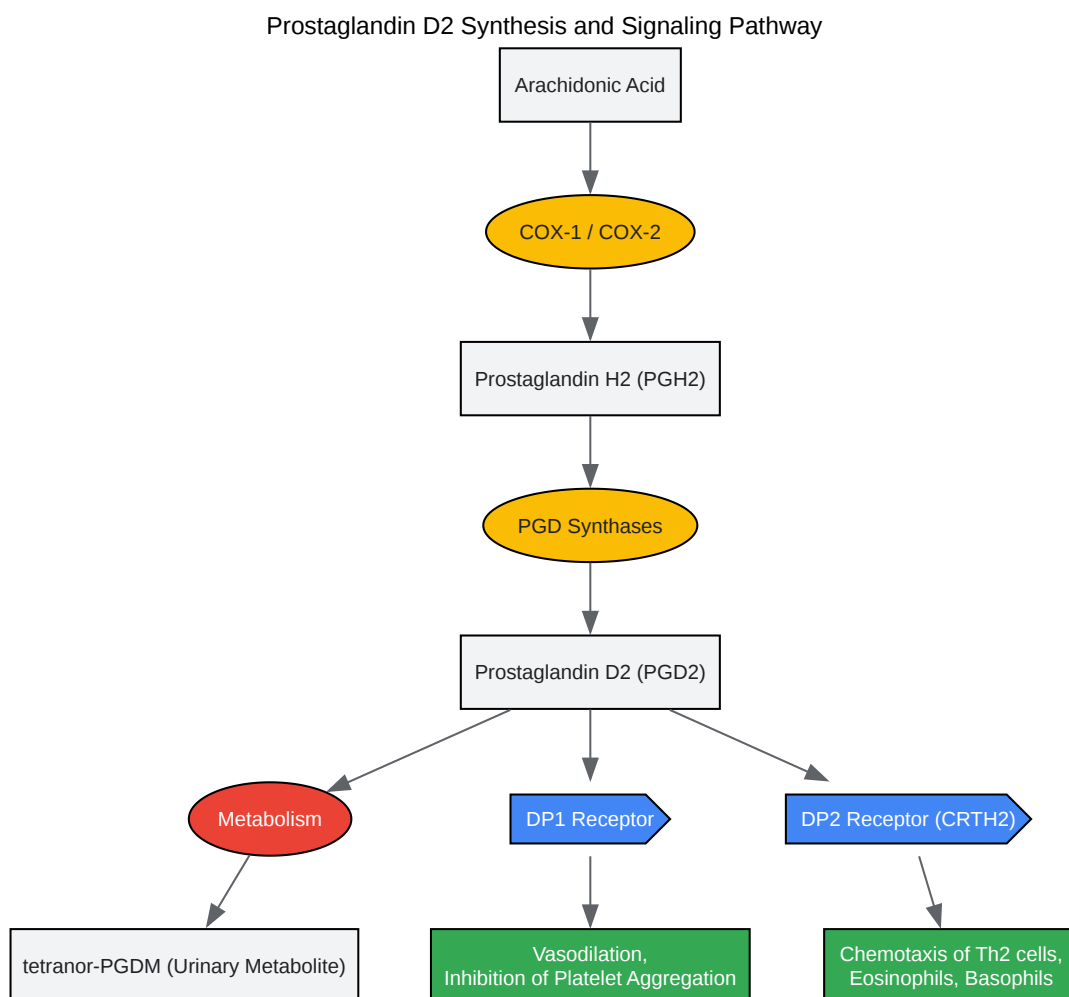 Prostaglandin D2 Synthesis and Signaling Pathway
Arachidonic Acid
COX-1 / COX-2
Prostaglandin H2 (PGH2)
PGD Synthases
Prostaglandin D2 (PGD2)
Metabolism
DP1 Receptor
DP2 Receptor (CRTH2)
tetranor-PGDM (Urinary Metabolite)
Vasodilation,
Inhibition of Platelet Aggregation
Chemotaxis of Th2 cells,
Eosinophils, Basophils